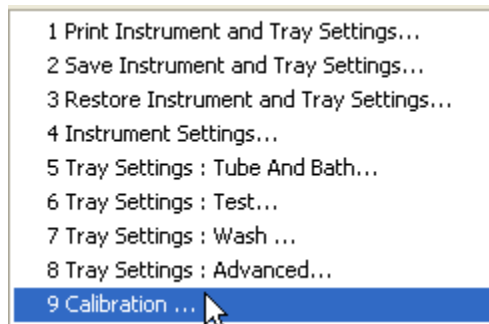 1 Print Instrument and Tray Settings...
2 Save Instrument and Tray Settings...
3 Restore Instrument and Tray Settings...
4 Instrument Settings...
5 Tray Settings : Tube And Bath...
6 Tray Settings : Test...
7 Tray Settings : Wash ...
8 Tray Settings : Advanced...
9 Calibration ...